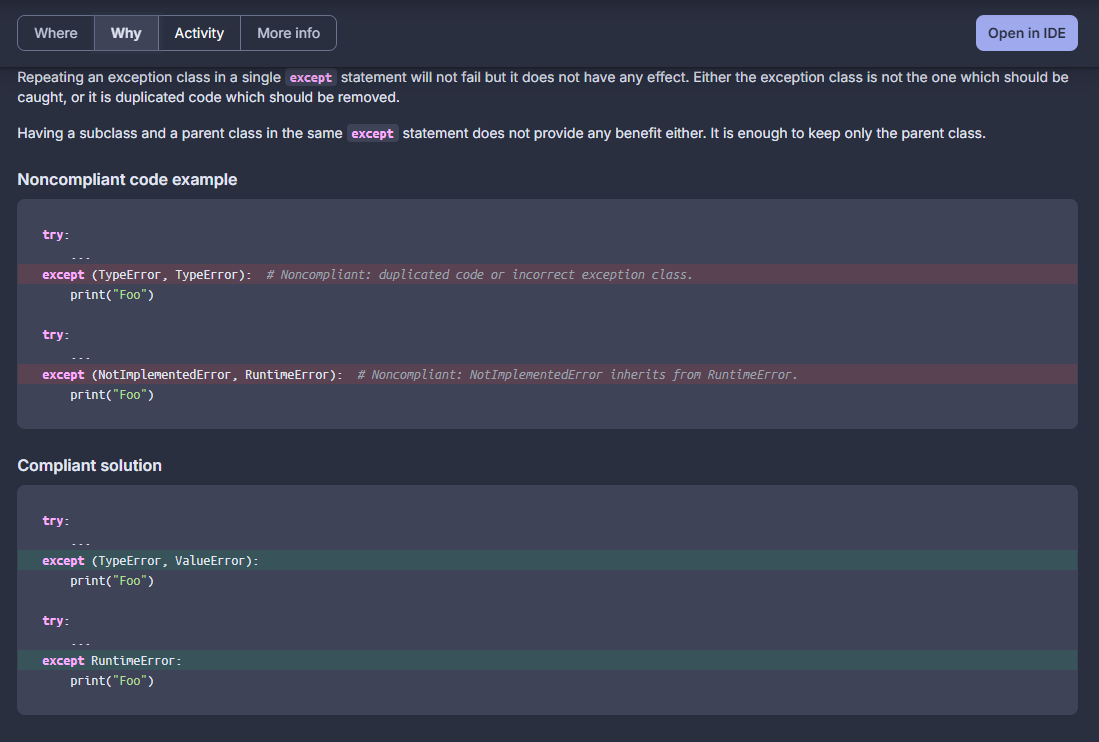 Where Why Activity More info Open in IDE
Repeating an exception class in a single except statement will not fail but it does not have any effect. Either the exception class is not the one which should be
caught, or it is duplicated code which should be removed.
Having a subclass and a parent class in the same except statement does not provide any benefit either. It is enough to keep only the parent class.
Noncompliant code example
try:
...
except (TypeError, TypeError):  # Noncompliant: duplicated code or incorrect exception class.
print("Foo")
try:
...
except (NotImplementedError, RuntimeError):  # Noncompliant: NotImplementedError inherits from RuntimeError.
print("Foo")
Compliant solution
try:
...
except (TypeError, ValueError):
print("Foo")
try:
...
except RuntimeError:
print("Foo")